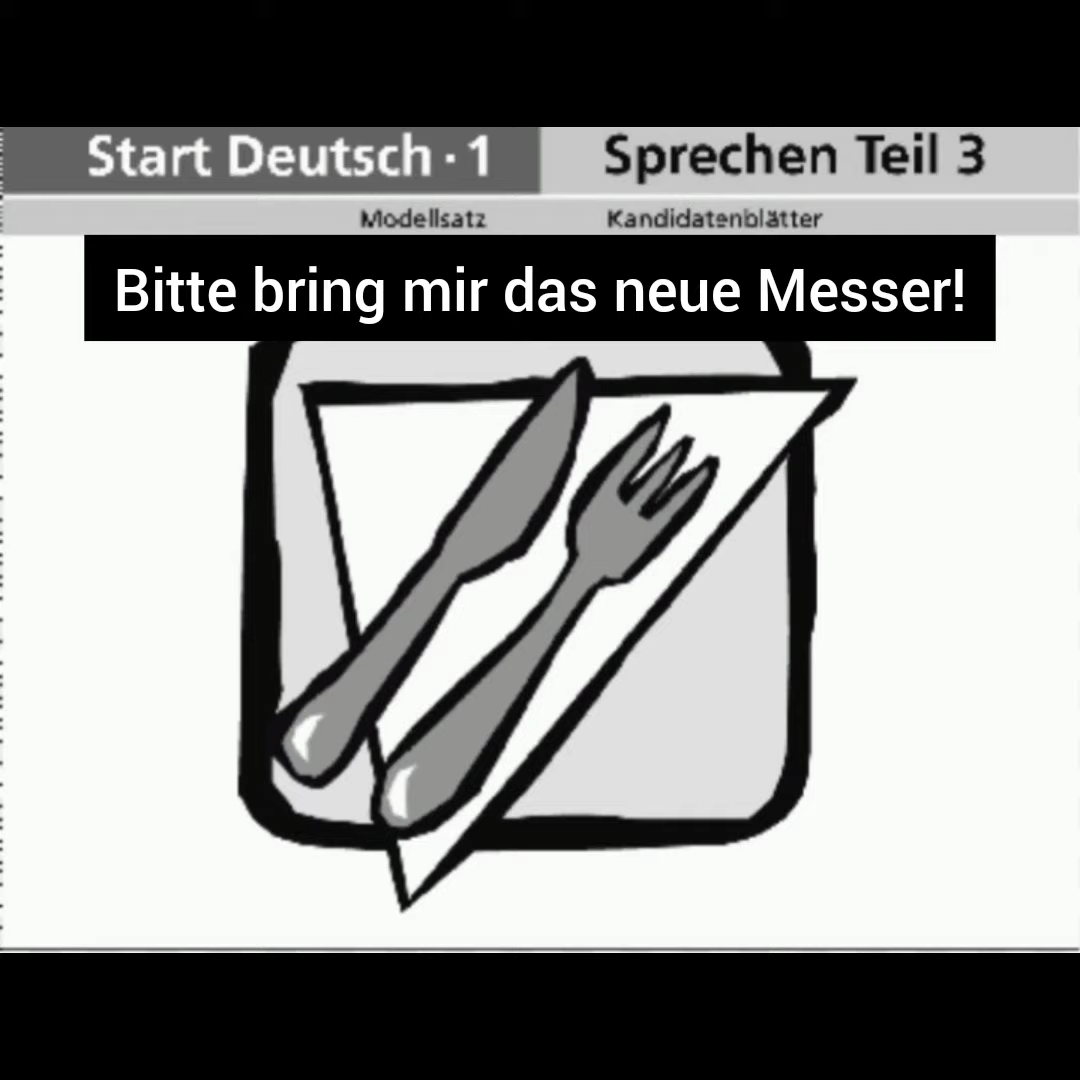 Start Deutsch · 1
Sprechen Teil 3
Modellsatz
Kandidatenblätter
Bitte bring mir das neue Messer!